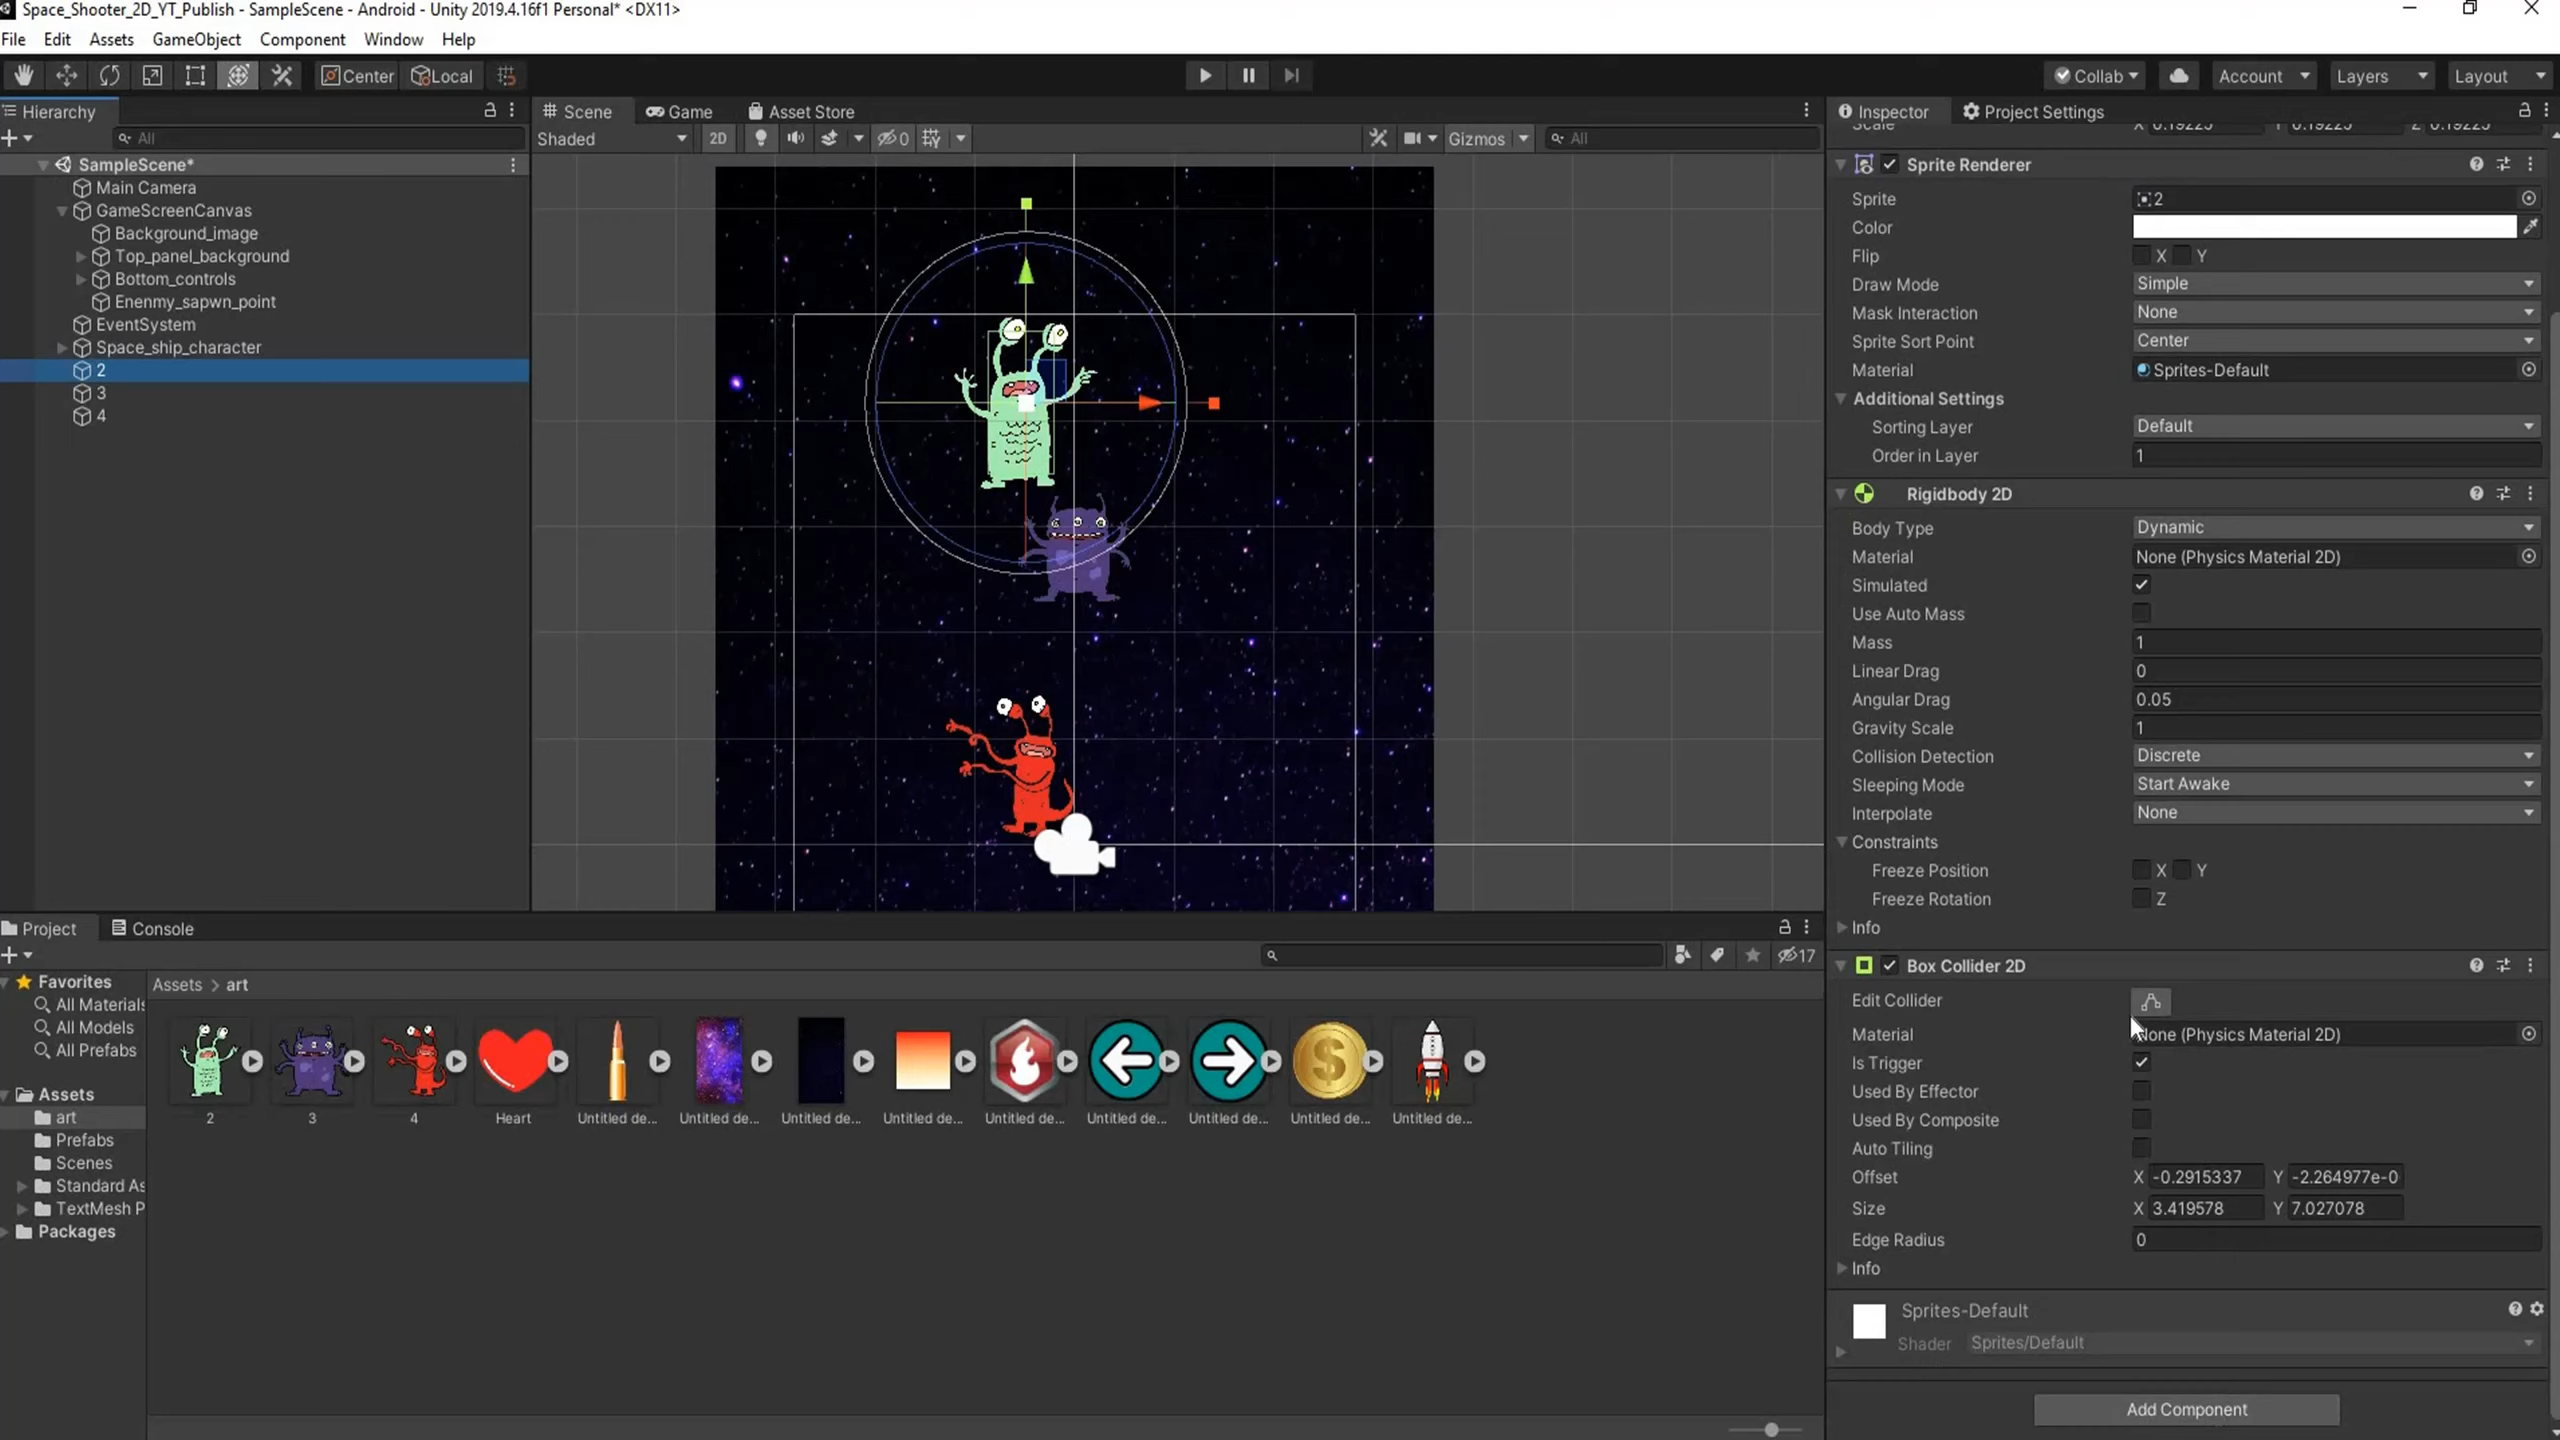 Space_Shooter_2D_YT_Publish - SampleScene - Android - Unity 2019.4.16f1 Personal* <DX11>
File Edit Assets GameObject Component Window Help
Center Local Collab Account Layers Layout
Hierarchy
All
SampleScene*
Main Camera
GameScreenCanvas
Background_image
Top_panel_background
Bottom_controls
Enenmy_sapwn_point
EventSystem
Space_ship_character
2
3
4
Scene Game Asset Store
Shaded 2D 0 Gizmos All
Inspector Project Settings
Scale X 0.19225 Y 0.19225 Z 0.19225
Sprite Renderer
Sprite 2
Color
Flip X Y
Draw Mode Simple
Mask Interaction None
Sprite Sort Point Center
Material Sprites-Default
Additional Settings
Sorting Layer Default
Order in Layer 1
Rigidbody 2D
Body Type Dynamic
Material None (Physics Material 2D)
Simulated
Use Auto Mass
Mass 1
Linear Drag 0
Angular Drag 0.05
Gravity Scale 1
Collision Detection Discrete
Sleeping Mode Start Awake
Interpolate None
Constraints
Freeze Position X Y
Freeze Rotation Z
Info
Box Collider 2D
Edit Collider
Material None (Physics Material 2D)
Is Trigger
Used By Effector
Used By Composite
Auto Tiling
Offset X -0.2915337 Y -2.264977e-0
Size X 3.419578 Y 7.027078
Edge Radius 0
Info
Sprites-Default
Shader Sprites/Default
Add Component
Project Console
17
Favorites
All Materials
All Models
All Prefabs
Assets
art
Prefabs
Scenes
Standard As
TextMesh P
Packages
Assets > art
2 3 4 Heart Untitled de... Untitled de... Untitled de... Untitled de... Untitled de... Untitled de... Untitled de... Untitled de... Untitled de...